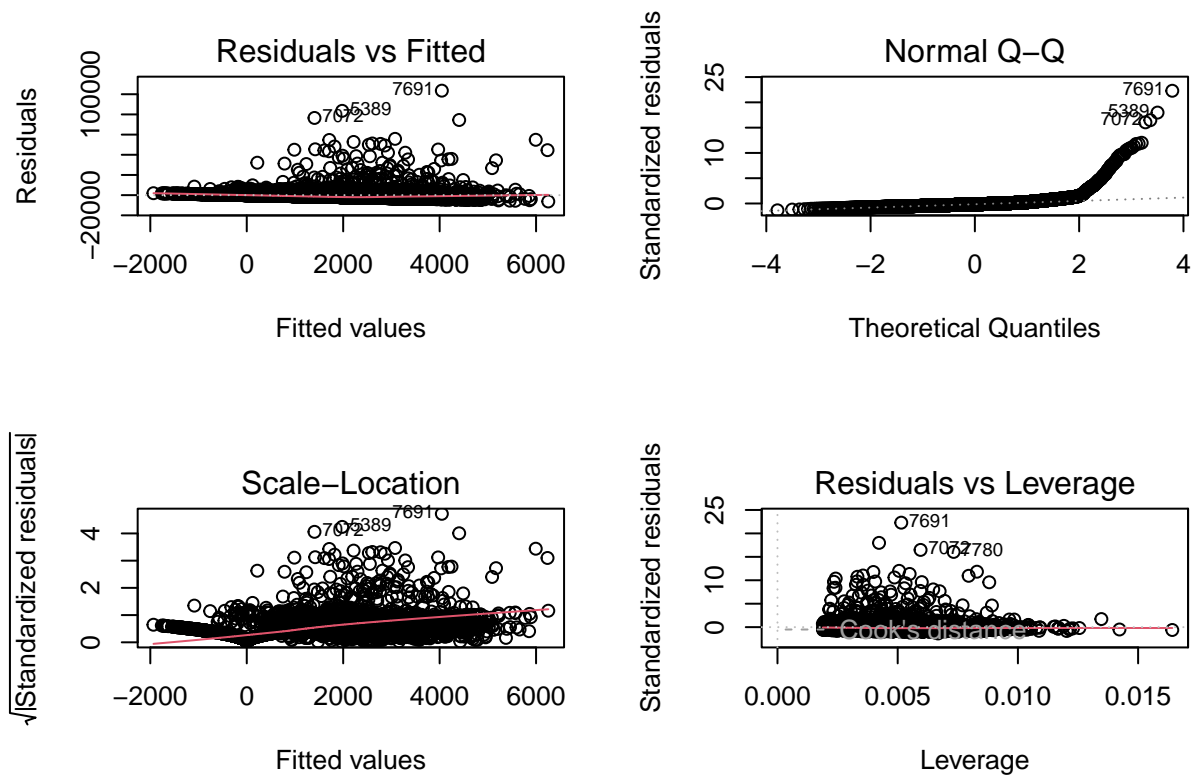 Residuals vs Fitted
Residuals
−20000
100000
7691
5389
7072
−2000 0 2000 4000 6000
Fitted values
Normal Q−Q
Standardized residuals
0 10 25
7691
5389
7072
−4 −2 0 2 4
Theoretical Quantiles
Scale−Location
√|Standardized residuals|
0 2 4
7691
5389
7072
−2000 0 2000 4000 6000
Fitted values
Residuals vs Leverage
Standardized residuals
0 10 25
7691
7072
7780
Cook's distance
0.000 0.005 0.010 0.015
Leverage